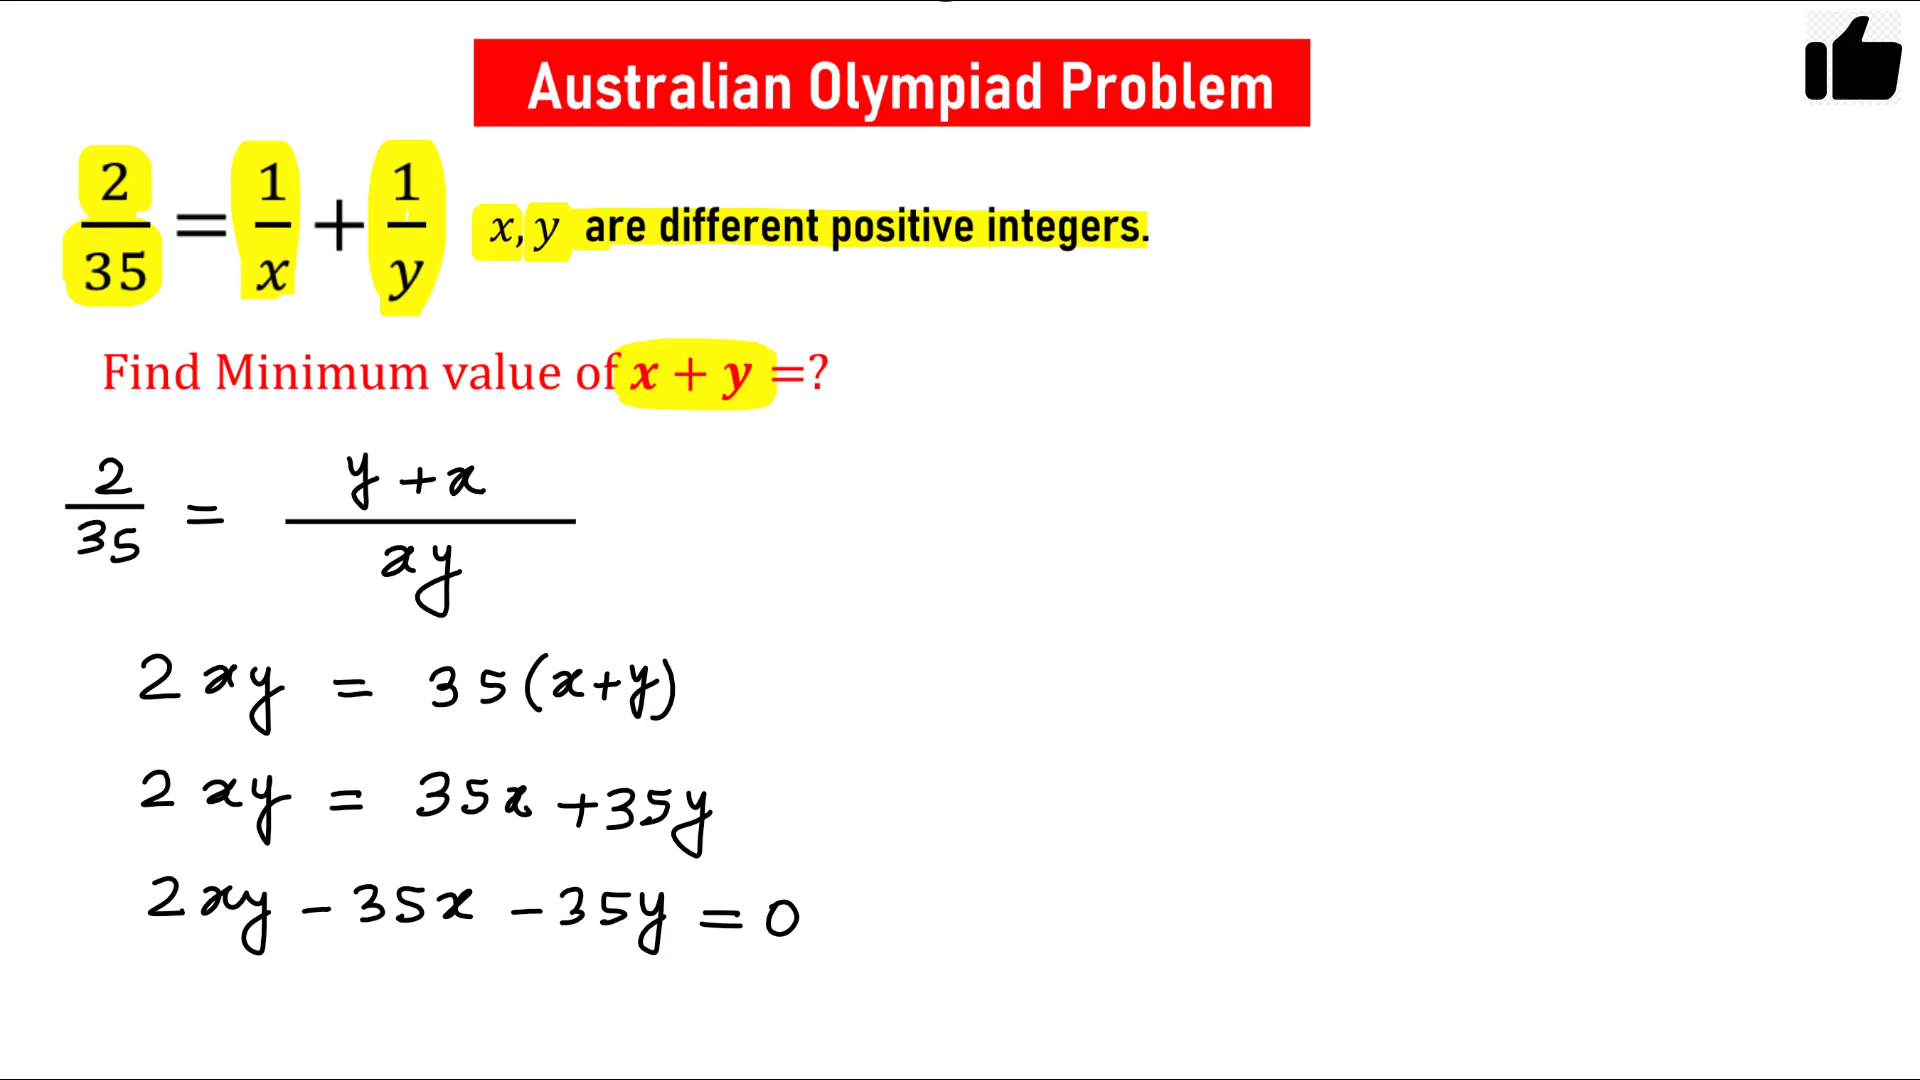 Australian Olympiad Problem
2/35 = 1/x + 1/y x, y are different positive integers.
Find Minimum value of x + y =?
2/35 = y+x/xy
2xy = 35(x+y)
2xy = 35x +35y
2xy - 35x - 35y = 0